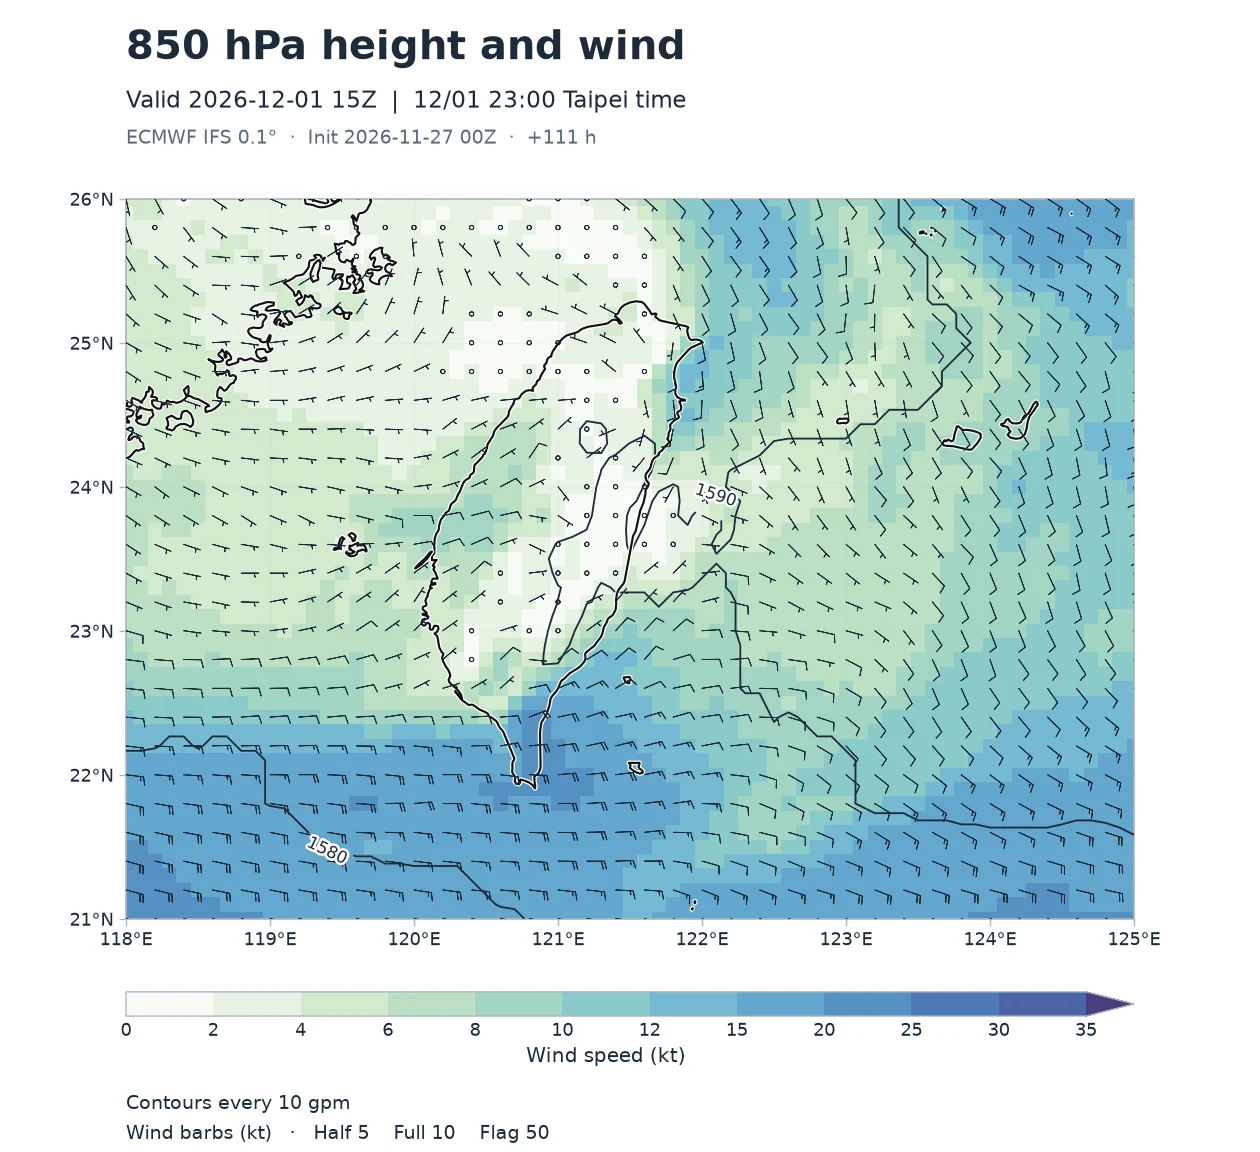 850 hPa height and wind
Valid 2026-12-01 15Z | 12/01 23:00 Taipei time
ECMWF IFS 0.1° · Init 2026-11-27 00Z · +111 h
26°N
25°N
24°N
23°N
22°N
21°N
1590
1580
118°E 119°E 120°E 121°E 122°E 123°E 124°E 125°E
0 2 4 6 8 10 12 15 20 25 30 35
Wind speed (kt)
Contours every 10 gpm
Wind barbs (kt) · Half 5 Full 10 Flag 50